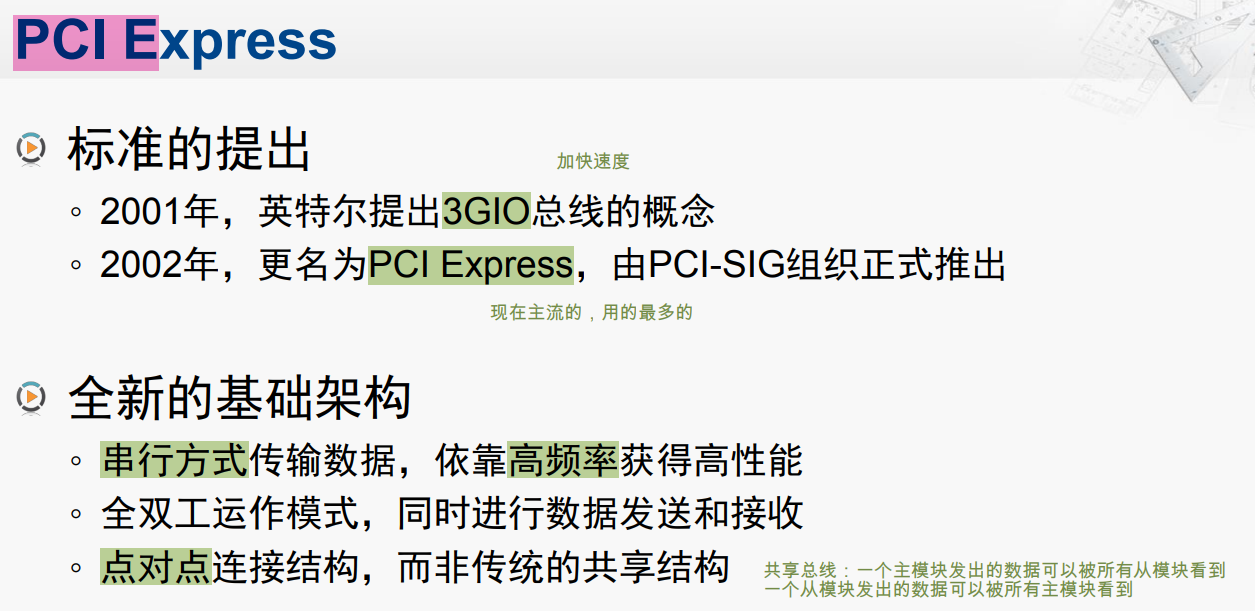 PCI Express
标准的提出
加快速度
2001年，英特尔提出3GIO总线的概念
2002年，更名为PCI Express，由PCI-SIG组织正式推出
现在主流的，用的最多的
全新的基础架构
串行方式传输数据，依靠高频率获得高性能
全双工运作模式，同时进行数据发送和接收
点对点连接结构，而非传统的共享结构
共享总线：一个主模块发出的数据可以被所有从模块看到
一个从模块发出的数据可以被所有主模块看到